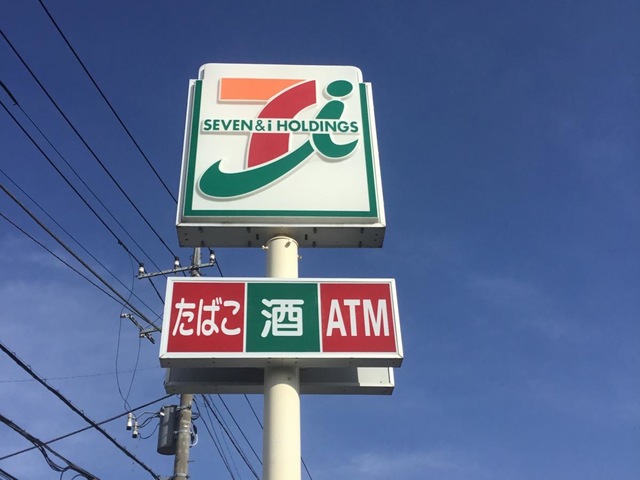 SEVEN & i HOLDINGS
たばこ 酒 ATM